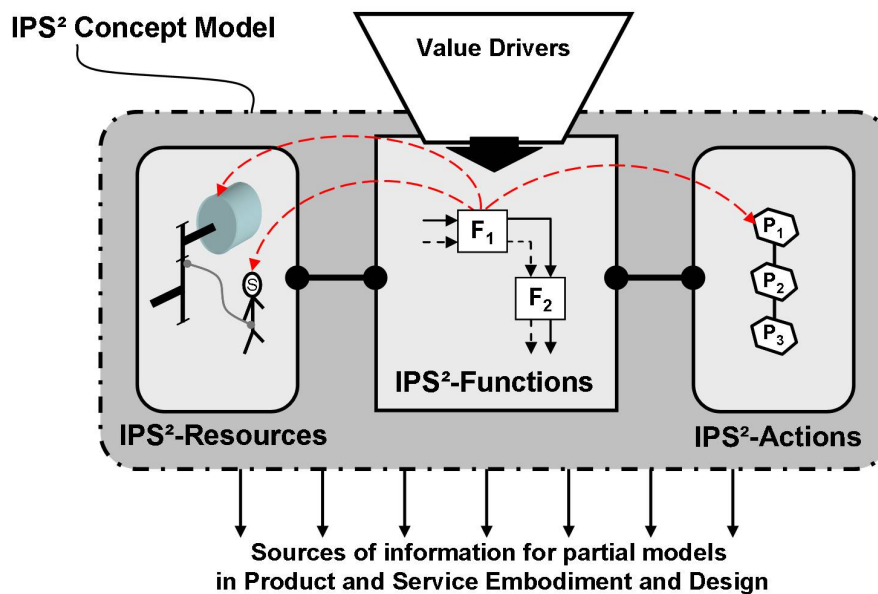 IPS² Concept Model
Value Drivers
S
F₁
F₂
P₁
P₂
P₃
IPS²-Functions
IPS²-Resources
IPS²-Actions
Sources of information for partial models
in Product and Service Embodiment and Design